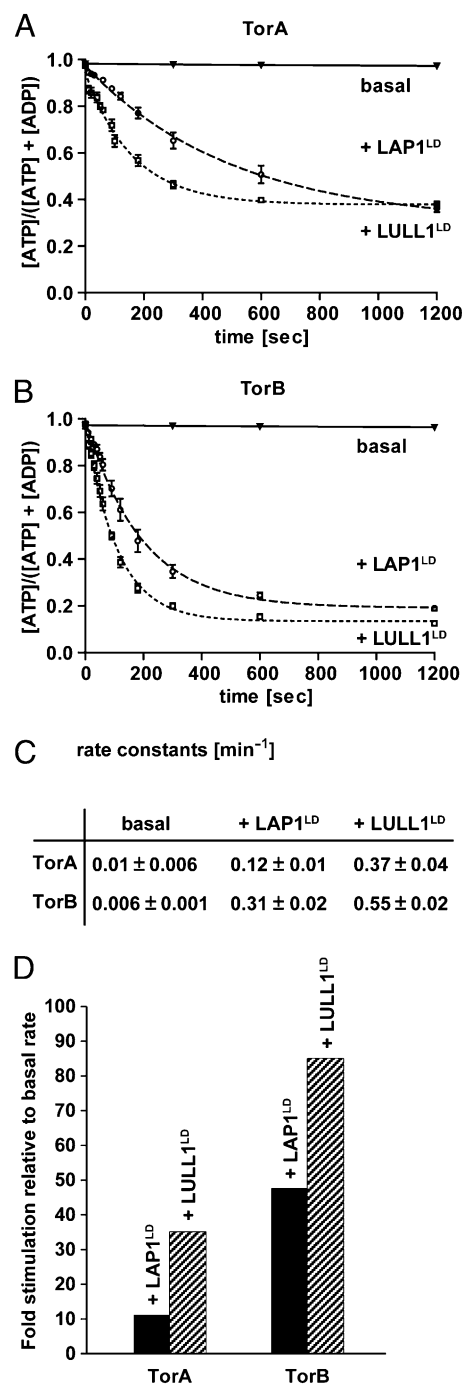 A
TorA
[ATP]/([ATP] + [ADP])
1.0
0.8
0.6
0.4
0.2
0.0
basal
+ LAP1ᴸᴰ
+ LULL1ᴸᴰ
0 200 400 600 800 1000 1200
time [sec]
B
TorB
[ATP]/([ATP] + [ADP])
1.0
0.8
0.6
0.4
0.2
0.0
basal
+ LAP1ᴸᴰ
+ LULL1ᴸᴰ
0 200 400 600 800 1000 1200
time [sec]
C
rate constants [min⁻¹]
basal + LAP1ᴸᴰ + LULL1ᴸᴰ
TorA 0.01 ± 0.006 0.12 ± 0.01 0.37 ± 0.04
TorB 0.006 ± 0.001 0.31 ± 0.02 0.55 ± 0.02
D
Fold stimulation relative to basal rate
100
90
80
70
60
50
40
30
20
10
0
+ LAP1ᴸᴰ
+ LULL1ᴸᴰ
+ LAP1ᴸᴰ
+ LULL1ᴸᴰ
TorA TorB